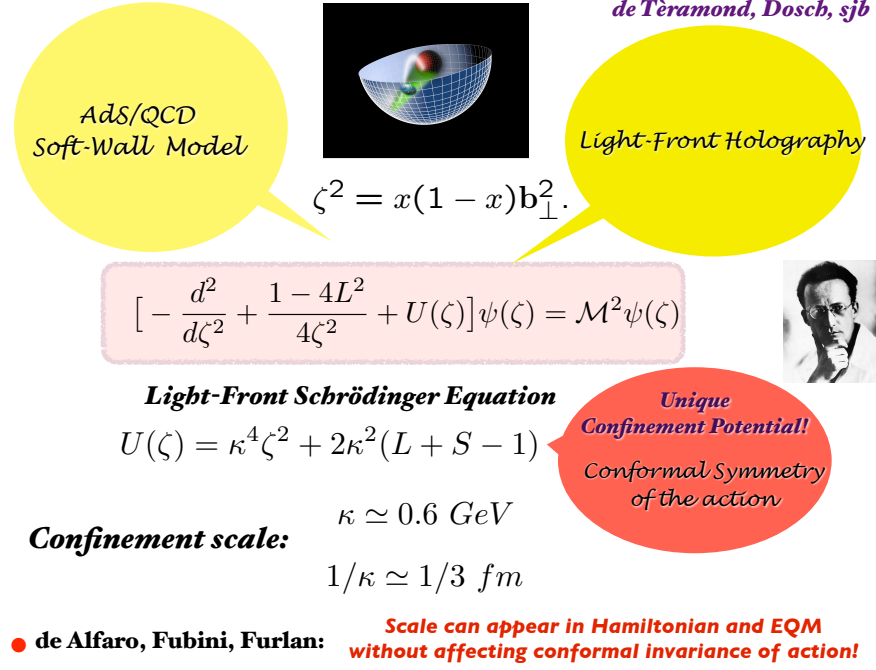 de Tèramond, Dosch, sjb
AdS/QCD
Soft-Wall Model
Light-Front Holography
ζ² = x(1 − x)b²⊥.
[ − d²/dζ² + (1 − 4L²)/4ζ² + U(ζ)]ψ(ζ) = ℳ²ψ(ζ)
Light-Front Schrödinger Equation
U(ζ) = κ⁴ζ² + 2κ²(L + S − 1)
Unique
Confinement Potential!
Conformal Symmetry
of the action
Confinement scale:
κ ≃ 0.6 GeV
1/κ ≃ 1/3 fm
● de Alfaro, Fubini, Furlan:
Scale can appear in Hamiltonian and EQM
without affecting conformal invariance of action!